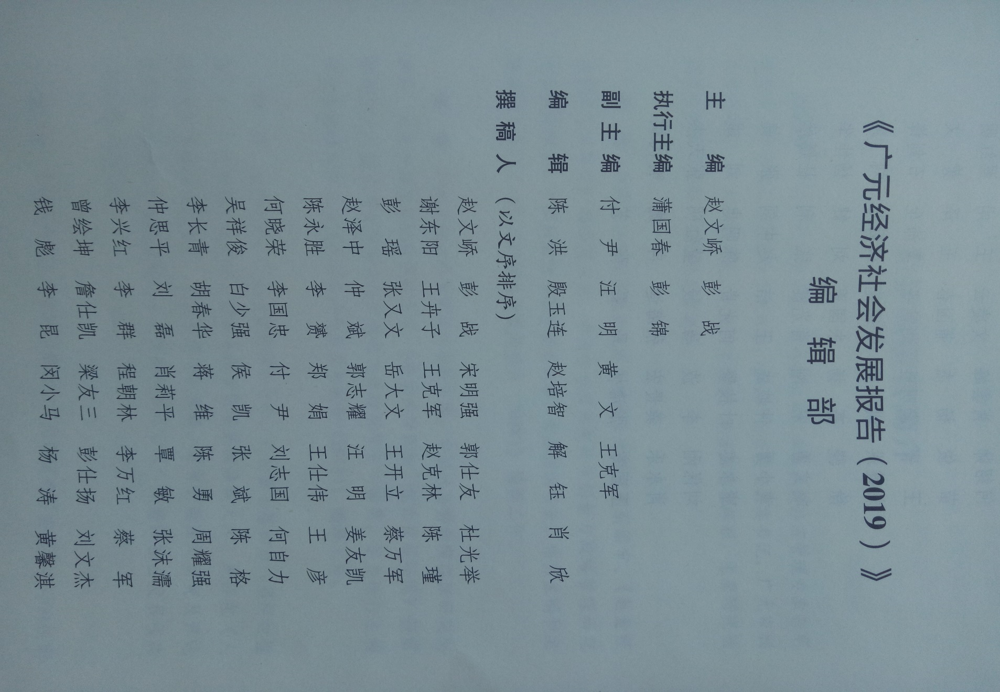 《广元经济社会发展报告（2019）》
编 辑 部
主 编 赵文峤 彭 战
执行主编 蒲国春 彭 锦
副 主 编 付 尹 汪 明 黄 文 王克军
编 辑 陈 洪 殷玉连 赵培智 解 钰 肖 欣
撰 稿 人（以文序排序）
赵文峤 彭 战 宋明强 郭仕友 杜光举
谢东阳 王卉子 王克军 赵克林 陈 瑾
彭 瑶 张又文 岳大文 王开立 蔡万军
赵泽中 仲 斌 郭志耀 汪 明 姜友凯
陈永胜 李 赟 郑 娟 王仕伟 王 彦
何晓荣 李国忠 付 尹 刘志国 何自力
吴祥俊 白少强 侯 凯 张 斌 陈 格
李长青 胡春华 蒋 维 陈 勇 周耀强
仲思平 刘 磊 肖莉平 覃 敏 张沫濡
李兴红 李 群 程朝林 李万红 蔡 军
曾绘坤 詹仕凯 梁友三 彭仕扬 刘文杰
钱 彪 李 昆 闵小马 杨 涛 黄馨淇